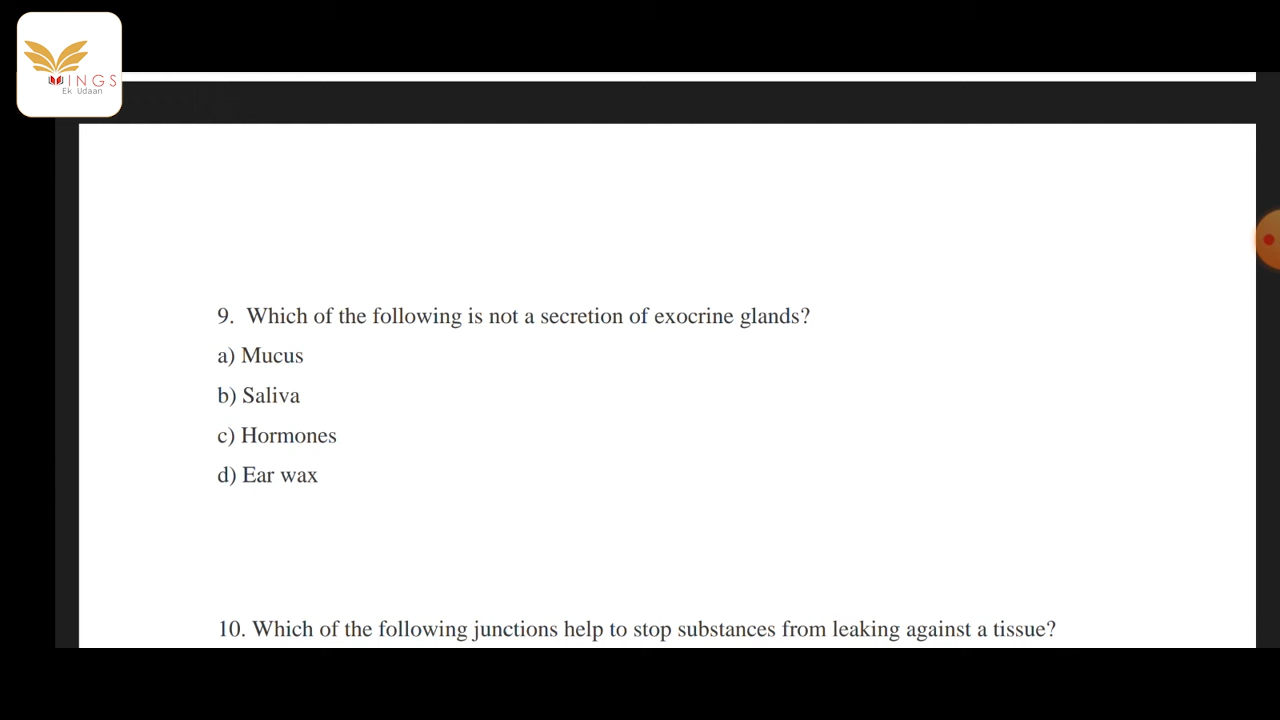 WINGS
Ek Udaan
9. Which of the following is not a secretion of exocrine glands?
a) Mucus
b) Saliva
c) Hormones
d) Ear wax
10. Which of the following junctions help to stop substances from leaking against a tissue?